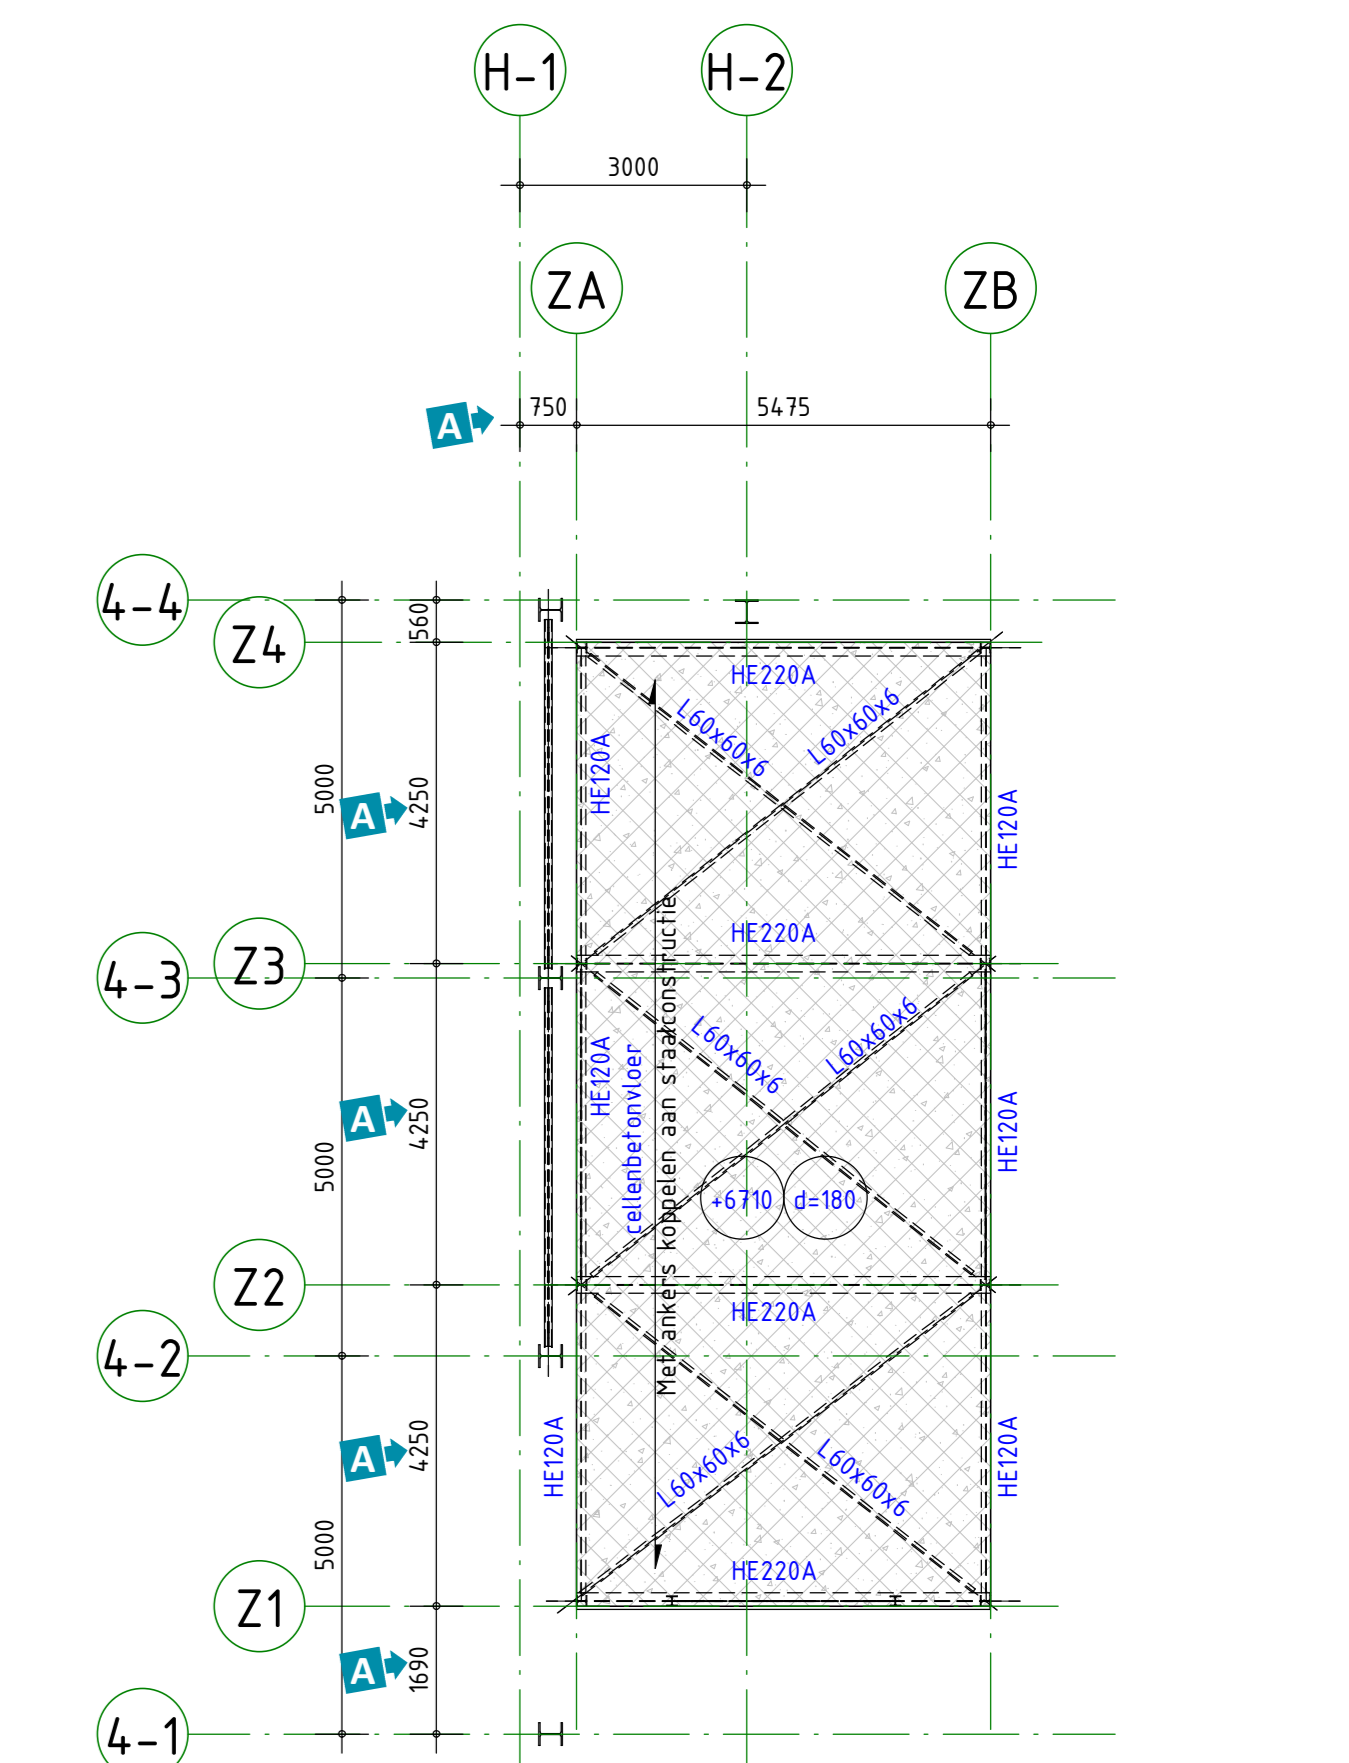 H-1
H-2
3000
ZA
ZB
A
750
5475
4-4
Z4
560
HE220A
L60x60x6
L60x60x6
HE120A
5000
A
4250
HE120A
HE220A
4-3
Z3
Met ankers koppelen aan staalconstructie
L60x60x6
L60x60x6
HE120A
cellenbetonvloer
A
4250
HE120A
5000
+6710
d=180
Z2
HE220A
4-2
HE120A
A
4250
L60x60x6
L60x60x6
HE120A
5000
HE220A
Z1
A
1690
4-1